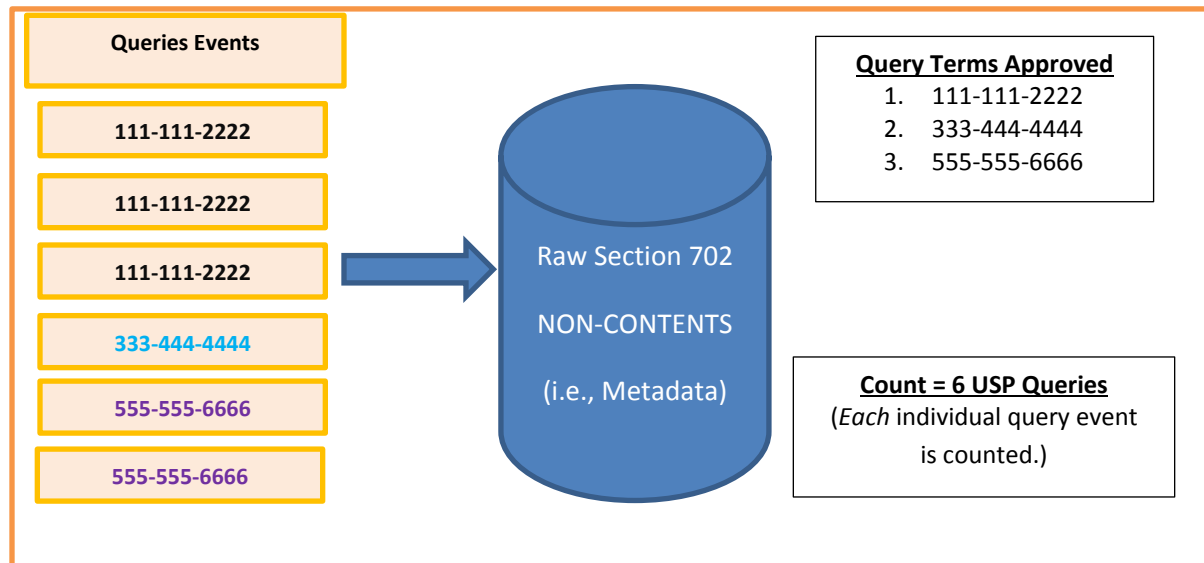 Queries Events
111-111-2222
111-111-2222
111-111-2222
333-444-4444
555-555-6666
555-555-6666
Raw Section 702
NON-CONTENTS
(i.e., Metadata)
Query Terms Approved
1. 111-111-2222
2. 333-444-4444
3. 555-555-6666
Count = 6 USP Queries
(Each individual query event
is counted.)